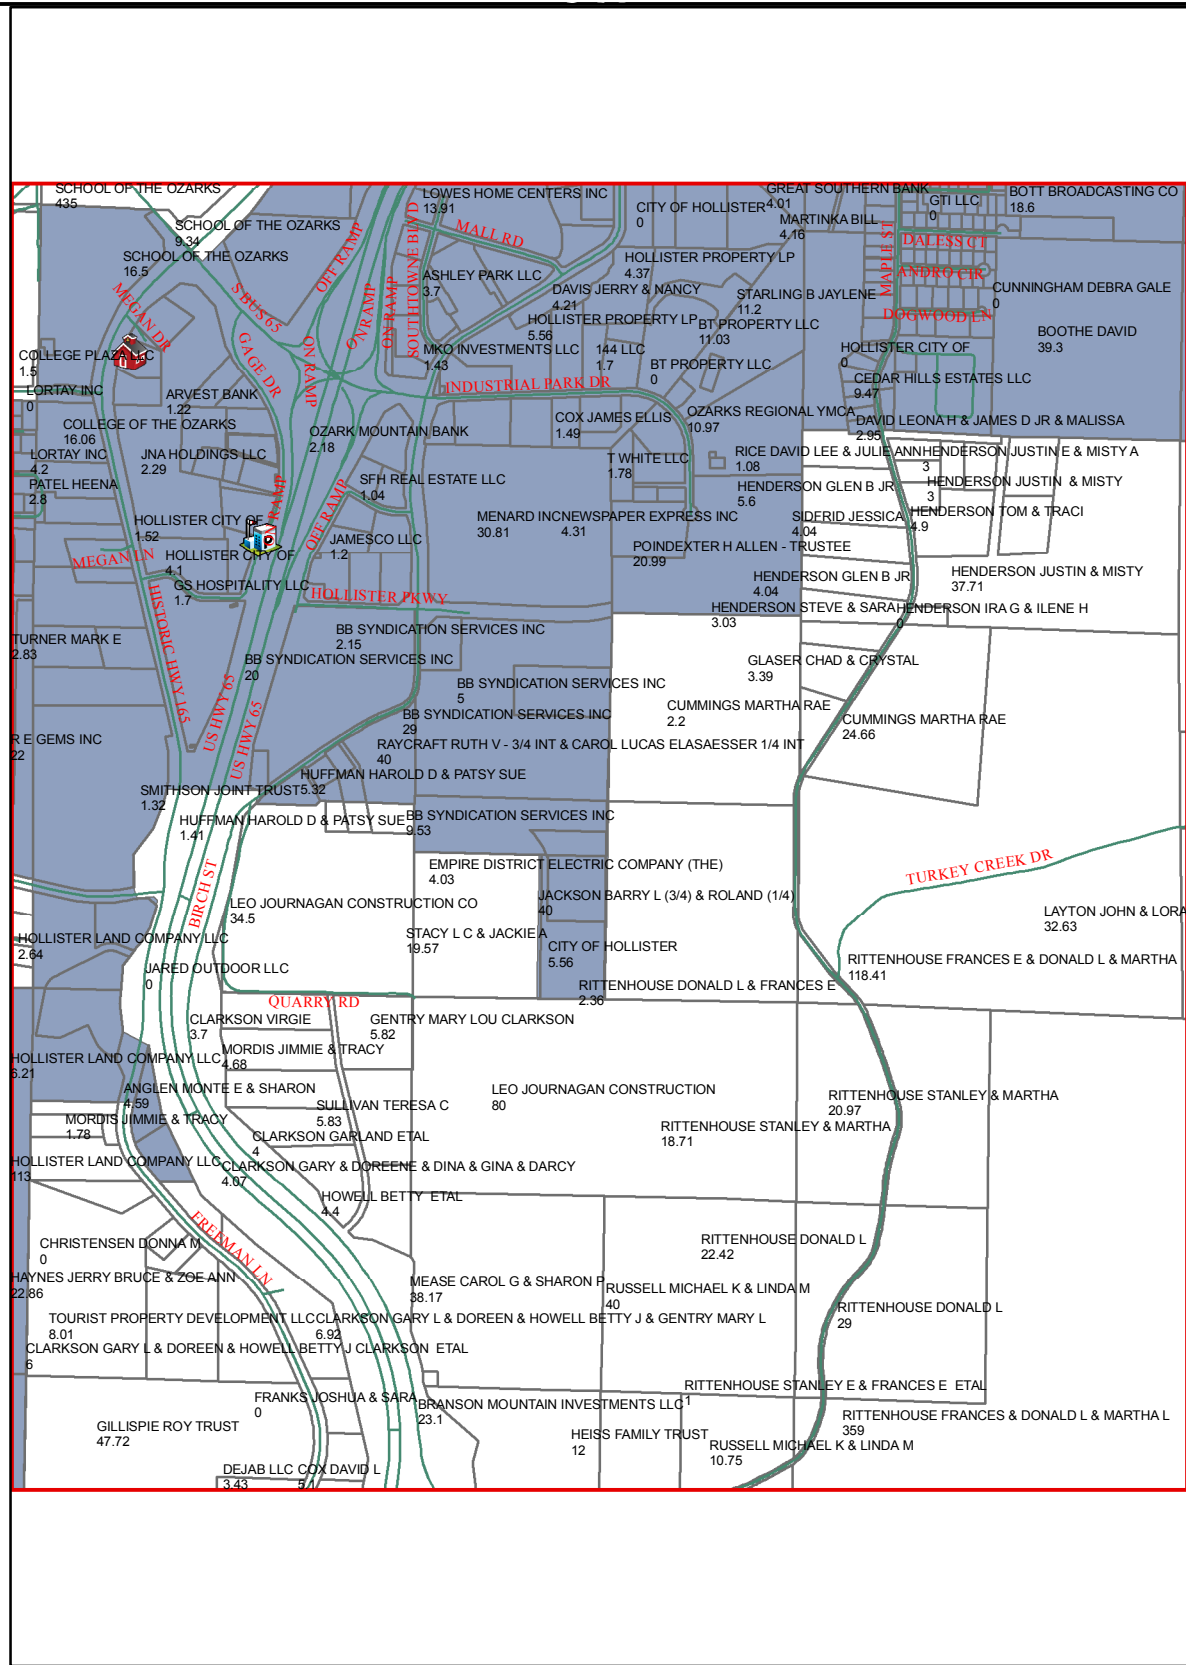 SCHOOL OF THE OZARKS
435
SCHOOL OF THE OZARKS
9.34
SCHOOL OF THE OZARKS
16.5
LOWES HOME CENTERS INC
13.91
CITY OF HOLLISTER
0
GREAT SOUTHERN BANK
4.01
MARTINKA BILL
4.16
GTI LLC
0
BOTT BROADCASTING CO
18.6
OFF RAMP
SOUTHTOWNE BLVD
MALL RD
MAPLE ST
DALESS CT
ANDRO CIR
DOGWOOD LN
HOLLISTER PROPERTY LP
4.37
ASHLEY PARK LLC
3.7
DAVIS JERRY & NANCY
4.21
STARLING B JAYLENE
11.2
CUNNINGHAM DEBRA GALE
0
MEGAN DR
S BUS 65
GAGE DR
ON RAMP
ON RAMP
ON RAMP
HOLLISTER PROPERTY LP
5.56
BT PROPERTY LLC
11.03
BOOTHE DAVID
39.3
COLLEGE PLAZA LLC
1.5
MKO INVESTMENTS LLC
1.43
144 LLC
1.7
BT PROPERTY LLC
0
HOLLISTER CITY OF
0
CEDAR HILLS ESTATES LLC
9.47
LORTAY INC
0
ARVEST BANK
1.22
INDUSTRIAL PARK DR
COLLEGE OF THE OZARKS
16.06
OZARK MOUNTAIN BANK
2.18
COX JAMES ELLIS
1.49
OZARKS REGIONAL YMCA
10.97
DAVID LEONA H & JAMES D JR & MALISSA
2.95
LORTAY INC
4.2
JNA HOLDINGS LLC
2.29
T WHITE LLC
1.78
RICE DAVID LEE & JULIE ANN
1.08
HENDERSON JUSTIN E & MISTY A
3
PATEL HEENA
2.8
SFH REAL ESTATE LLC
1.04
HENDERSON GLEN B JR
5.6
HENDERSON JUSTIN & MISTY
3
RAMP
OFF RAMP
HOLLISTER CITY OF
1.52
MENARD INC
30.81
NEWSPAPER EXPRESS INC
4.31
SIDFRID JESSICA
4.04
HENDERSON TOM & TRACI
4.9
JAMESCO LLC
1.2
POINDEXTER H ALLEN - TRUSTEE
20.99
MEGAN LN
HOLLISTER CITY OF
4.1
GS HOSPITALITY LLC
1.7
HENDERSON GLEN B JR
4.04
HENDERSON JUSTIN & MISTY
37.71
HOLLISTER PKWY
HISTORIC HWY 165
HENDERSON STEVE & SARA
3.03
HENDERSON IRA G & ILENE H
0
TURNER MARK E
2.83
BB SYNDICATION SERVICES INC
2.15
BB SYNDICATION SERVICES INC
20
GLASER CHAD & CRYSTAL
3.39
BB SYNDICATION SERVICES INC
5
US HWY 65
US HWY 65
BB SYNDICATION SERVICES INC
29
CUMMINGS MARTHA RAE
2.2
CUMMINGS MARTHA RAE
24.66
R E GEMS INC
22
RAYCRAFT RUTH V - 3/4 INT & CAROL LUCAS ELASAESSER 1/4 INT
40
HUFFMAN HAROLD D & PATSY SUE
5.32
SMITHSON JOINT TRUST
1.32
HUFFMAN HAROLD D & PATSY SUE
1.41
BB SYNDICATION SERVICES INC
9.53
TURKEY CREEK DR
EMPIRE DISTRICT ELECTRIC COMPANY (THE)
4.03
BIRCH ST
LEO JOURNAGAN CONSTRUCTION CO
34.5
JACKSON BARRY L (3/4) & ROLAND (1/4)
40
LAYTON JOHN & LORA
32.63
HOLLISTER LAND COMPANY LLC
2.64
STACY L C & JACKIE A
19.57
CITY OF HOLLISTER
5.56
JARED OUTDOOR LLC
0
RITTENHOUSE FRANCES E & DONALD L & MARTHA
118.41
RITTENHOUSE DONALD L & FRANCES E
2.36
QUARRY RD
CLARKSON VIRGIE
3.7
GENTRY MARY LOU CLARKSON
5.82
HOLLISTER LAND COMPANY LLC
6.21
MORDIS JIMMIE & TRACY
4.68
ANGLEN MONTE E & SHARON
4.59
LEO JOURNAGAN CONSTRUCTION
80
RITTENHOUSE STANLEY & MARTHA
20.97
SULLIVAN TERESA C
5.83
MORDIS JIMMIE & TRACY
1.78
RITTENHOUSE STANLEY & MARTHA
18.71
CLARKSON GARLAND ETAL
4
HOLLISTER LAND COMPANY LLC
113
CLARKSON GARY & DOREENE & DINA & GINA & DARCY
4.07
HOWELL BETTY ETAL
4.4
FREEMAN LN
CHRISTENSEN DONNA M
0
RITTENHOUSE DONALD L
22.42
HAYNES JERRY BRUCE & ZOE ANN
22.86
MEASE CAROL G & SHARON P
38.17
RUSSELL MICHAEL K & LINDA M
40
RITTENHOUSE DONALD L
29
TOURIST PROPERTY DEVELOPMENT LLC
8.01
CLARKSON GARY L & DOREEN & HOWELL BETTY J & GENTRY MARY L
6.92
CLARKSON GARY L & DOREEN & HOWELL BETTY J CLARKSON ETAL
6
RITTENHOUSE STANLEY E & FRANCES E ETAL
1
FRANKS JOSHUA & SARA
0
BRANSON MOUNTAIN INVESTMENTS LLC
23.1
GILLISPIE ROY TRUST
47.72
RITTENHOUSE FRANCES & DONALD L & MARTHA L
359
HEISS FAMILY TRUST
12
RUSSELL MICHAEL K & LINDA M
10.75
DEJAB LLC
3.43
COX DAVID L
5.1